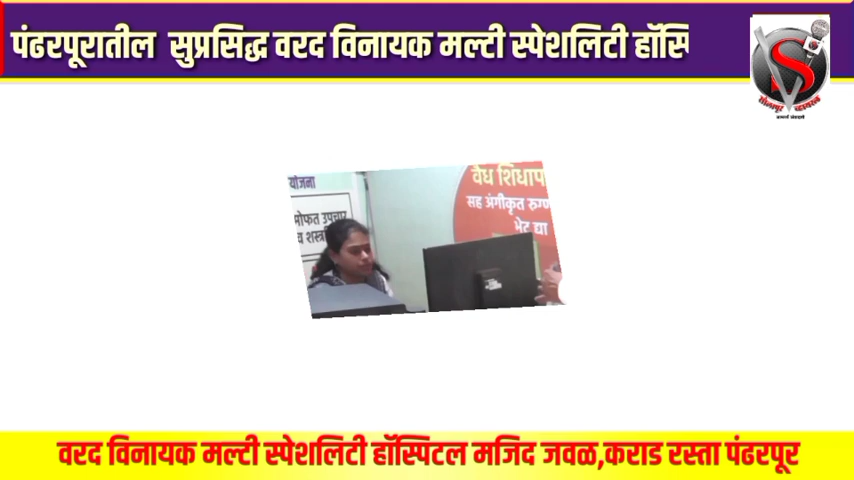 पंढरपूरातील सुप्रसिद्ध वरद विनायक मल्टी स्पेशलिटी हॉस्पि
सोलापूर व्हायरल
योजना
मोफत उपचार
व शस्त्र
वैध शिधाप
सह अंगीकृत रुग्ण
भेट द्या
वरद विनायक मल्टी स्पेशलिटी हॉस्पिटल मजिद जवळ,कराड रस्ता पंढरपूर